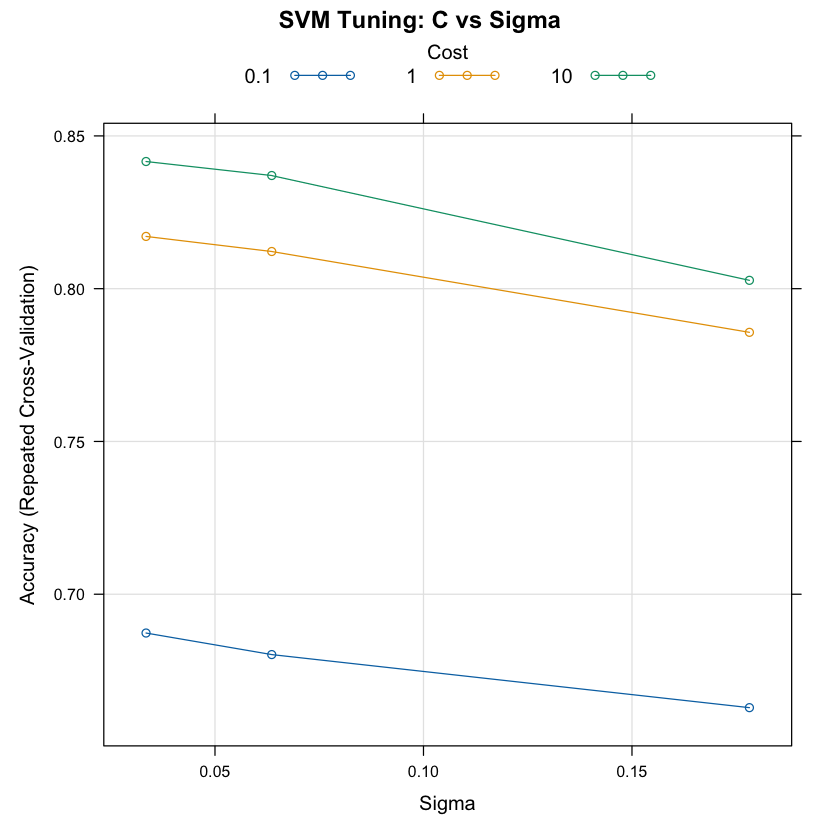 SVM Tuning: C vs Sigma
Cost
0.1 1 10
0.85
0.80
0.75
0.70
Accuracy (Repeated Cross-Validation)
0.05 0.10 0.15
Sigma